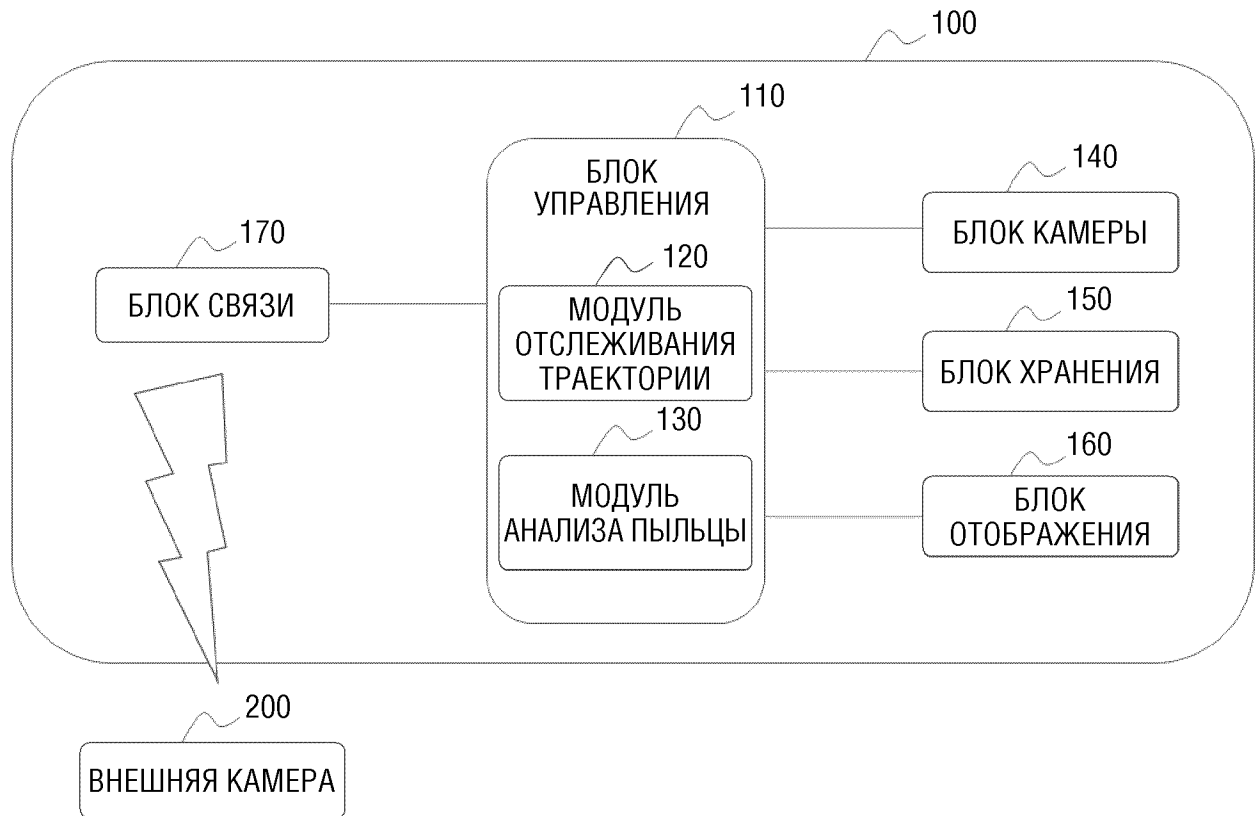 100
110
БЛОК
УПРАВЛЕНИЯ
140
БЛОК КАМЕРЫ
170
БЛОК СВЯЗИ
120
МОДУЛЬ
ОТСЛЕЖИВАНИЯ
ТРАЕКТОРИИ
150
БЛОК ХРАНЕНИЯ
130
МОДУЛЬ
АНАЛИЗА ПЫЛЬЦЫ
160
БЛОК
ОТОБРАЖЕНИЯ
200
ВНЕШНЯЯ КАМЕРА